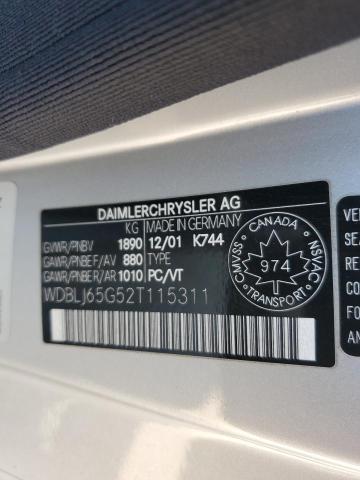 DAIMLERCHRYSLER AG
KG MADE IN GERMANY
GVWR/PNBV 1890 12/01 K744
GAWR/PNBE F/AV 880 TYPE
GAWR/PNBE R/AR 1010 PC/VT
WDBLJ65G52T115311
CANADA
CMVSS
NSVAC
974
TRANSPORT
VE
SE
RE
CO
FO
AM